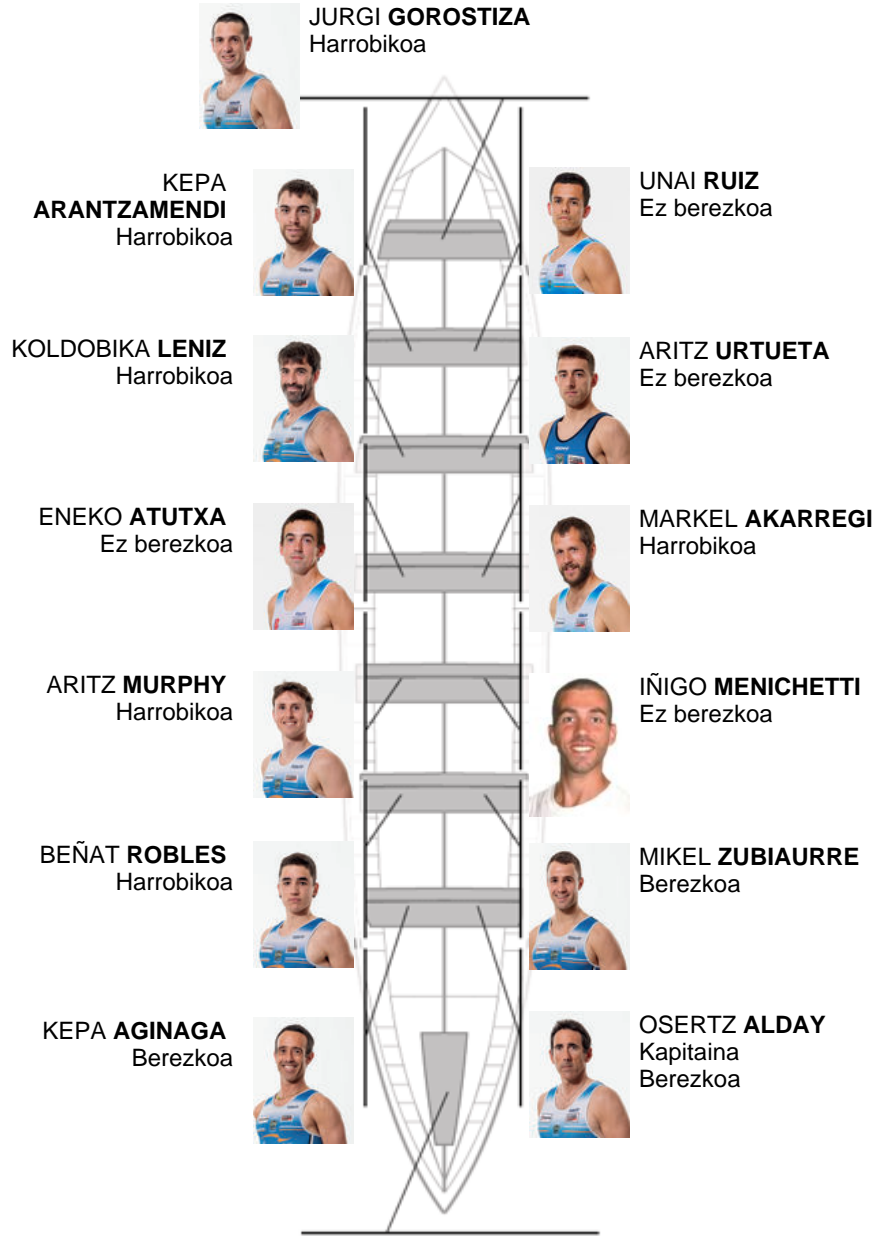 JURGI GOROSTIZA
Harrobikoa
KEPA
ARANTZAMENDI
Harrobikoa
UNAI RUIZ
Ez berezkoa
KOLDOBIKA LENIZ
Harrobikoa
ARITZ URTUETA
Ez berezkoa
ENEKO ATUTXA
Ez berezkoa
MARKEL AKARREGI
Harrobikoa
ARITZ MURPHY
Harrobikoa
IÑIGO MENICHETTI
Ez berezkoa
BEÑAT ROBLES
Harrobikoa
MIKEL ZUBIAURRE
Berezkoa
KEPA AGINAGA
Berezkoa
OSERTZ ALDAY
Kapitaina
Berezkoa